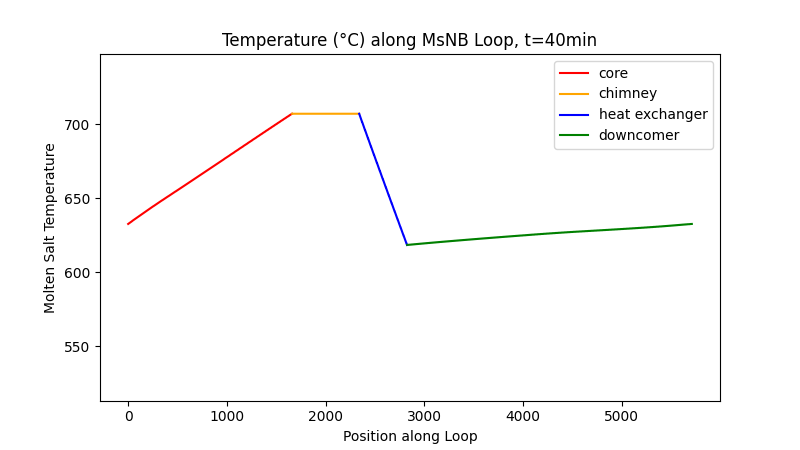 Temperature (°C) along MsNB Loop, t=40min
core
chimney
heat exchanger
downcomer
Molten Salt Temperature
700
650
600
550
0 1000 2000 3000 4000 5000
Position along Loop